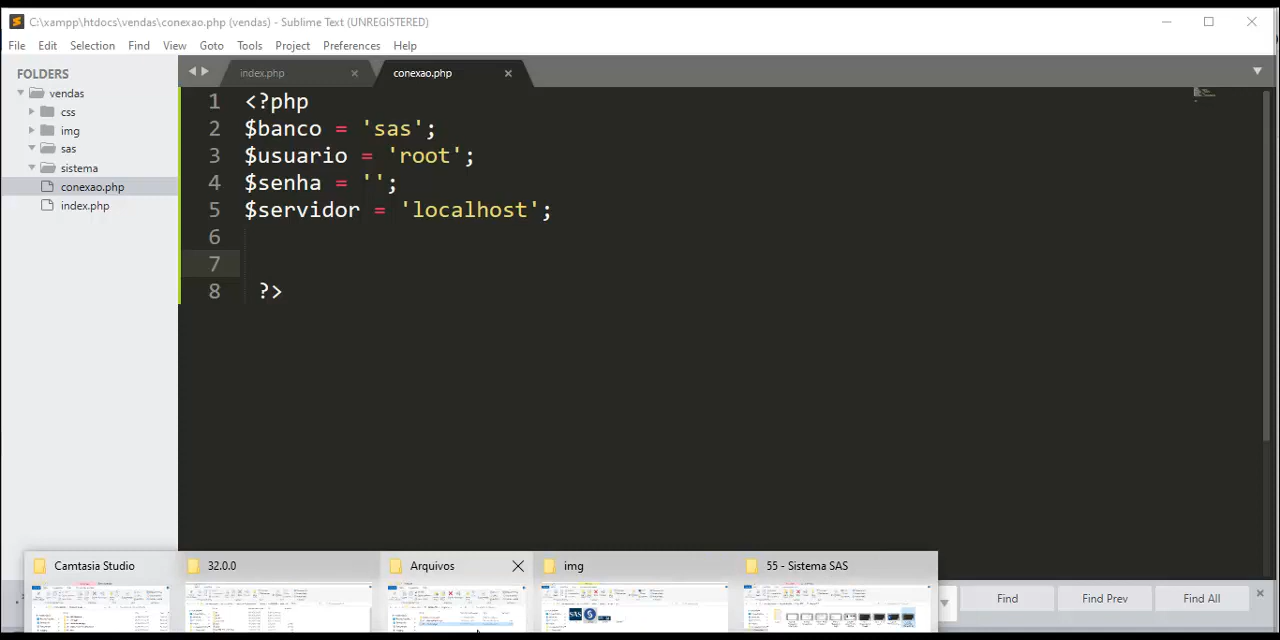 C:\xampp\htdocs\vendas\conexao.php (vendas) - Sublime Text (UNREGISTERED)
File Edit Selection Find View Goto Tools Project Preferences Help
FOLDERS
vendas
css
img
sas
sistema
conexao.php
index.php
index.php conexao.php
1 <?php
2 $banco = 'sas';
3 $usuario = 'root';
4 $senha = '';
5 $servidor = 'localhost';
6
7
8 ?>
Camtasia Studio 32.0.0 Arquivos img 55 - Sistema SAS
Find Find Prev Find All